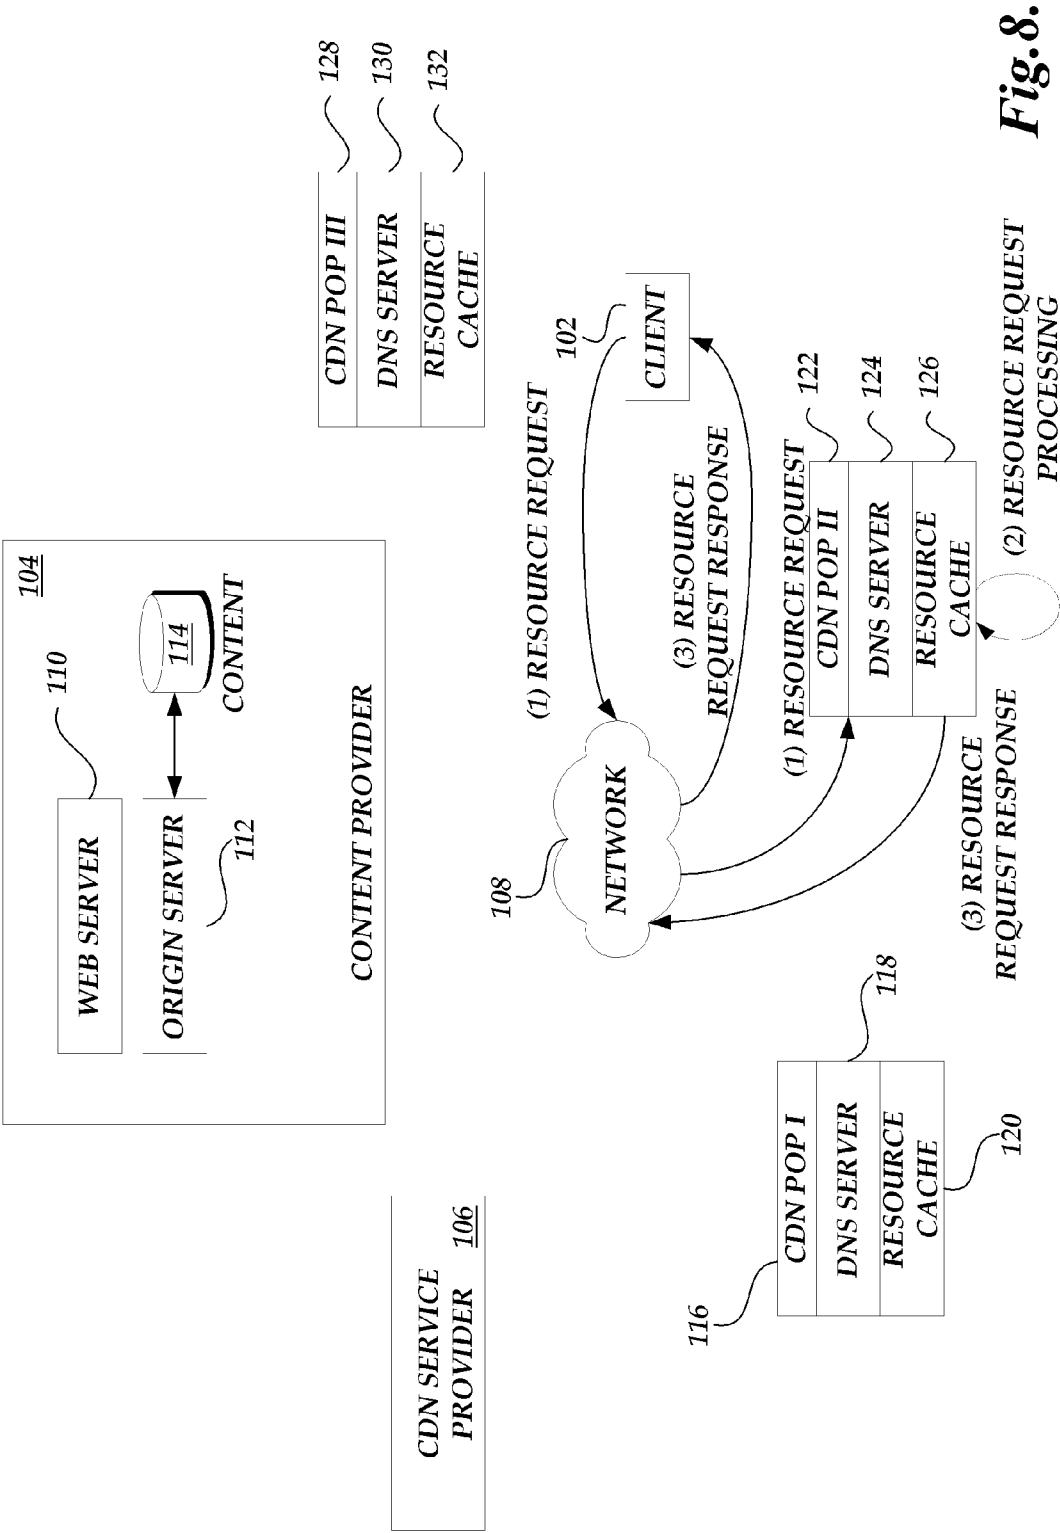 104
110
WEB SERVER
114
ORIGIN SERVER
CONTENT
112
CONTENT PROVIDER
CDN SERVICE
PROVIDER
106
CDN POP III
128
DNS SERVER
130
RESOURCE
CACHE
132
108
NETWORK
(1) RESOURCE REQUEST
102
CLIENT
(3) RESOURCE
REQUEST RESPONSE
116
CDN POP I
DNS SERVER
118
RESOURCE
CACHE
120
(1) RESOURCE REQUEST
CDN POP II
122
DNS SERVER
124
RESOURCE
CACHE
126
(3) RESOURCE
REQUEST RESPONSE
(2) RESOURCE REQUEST
PROCESSING
Fig.8.